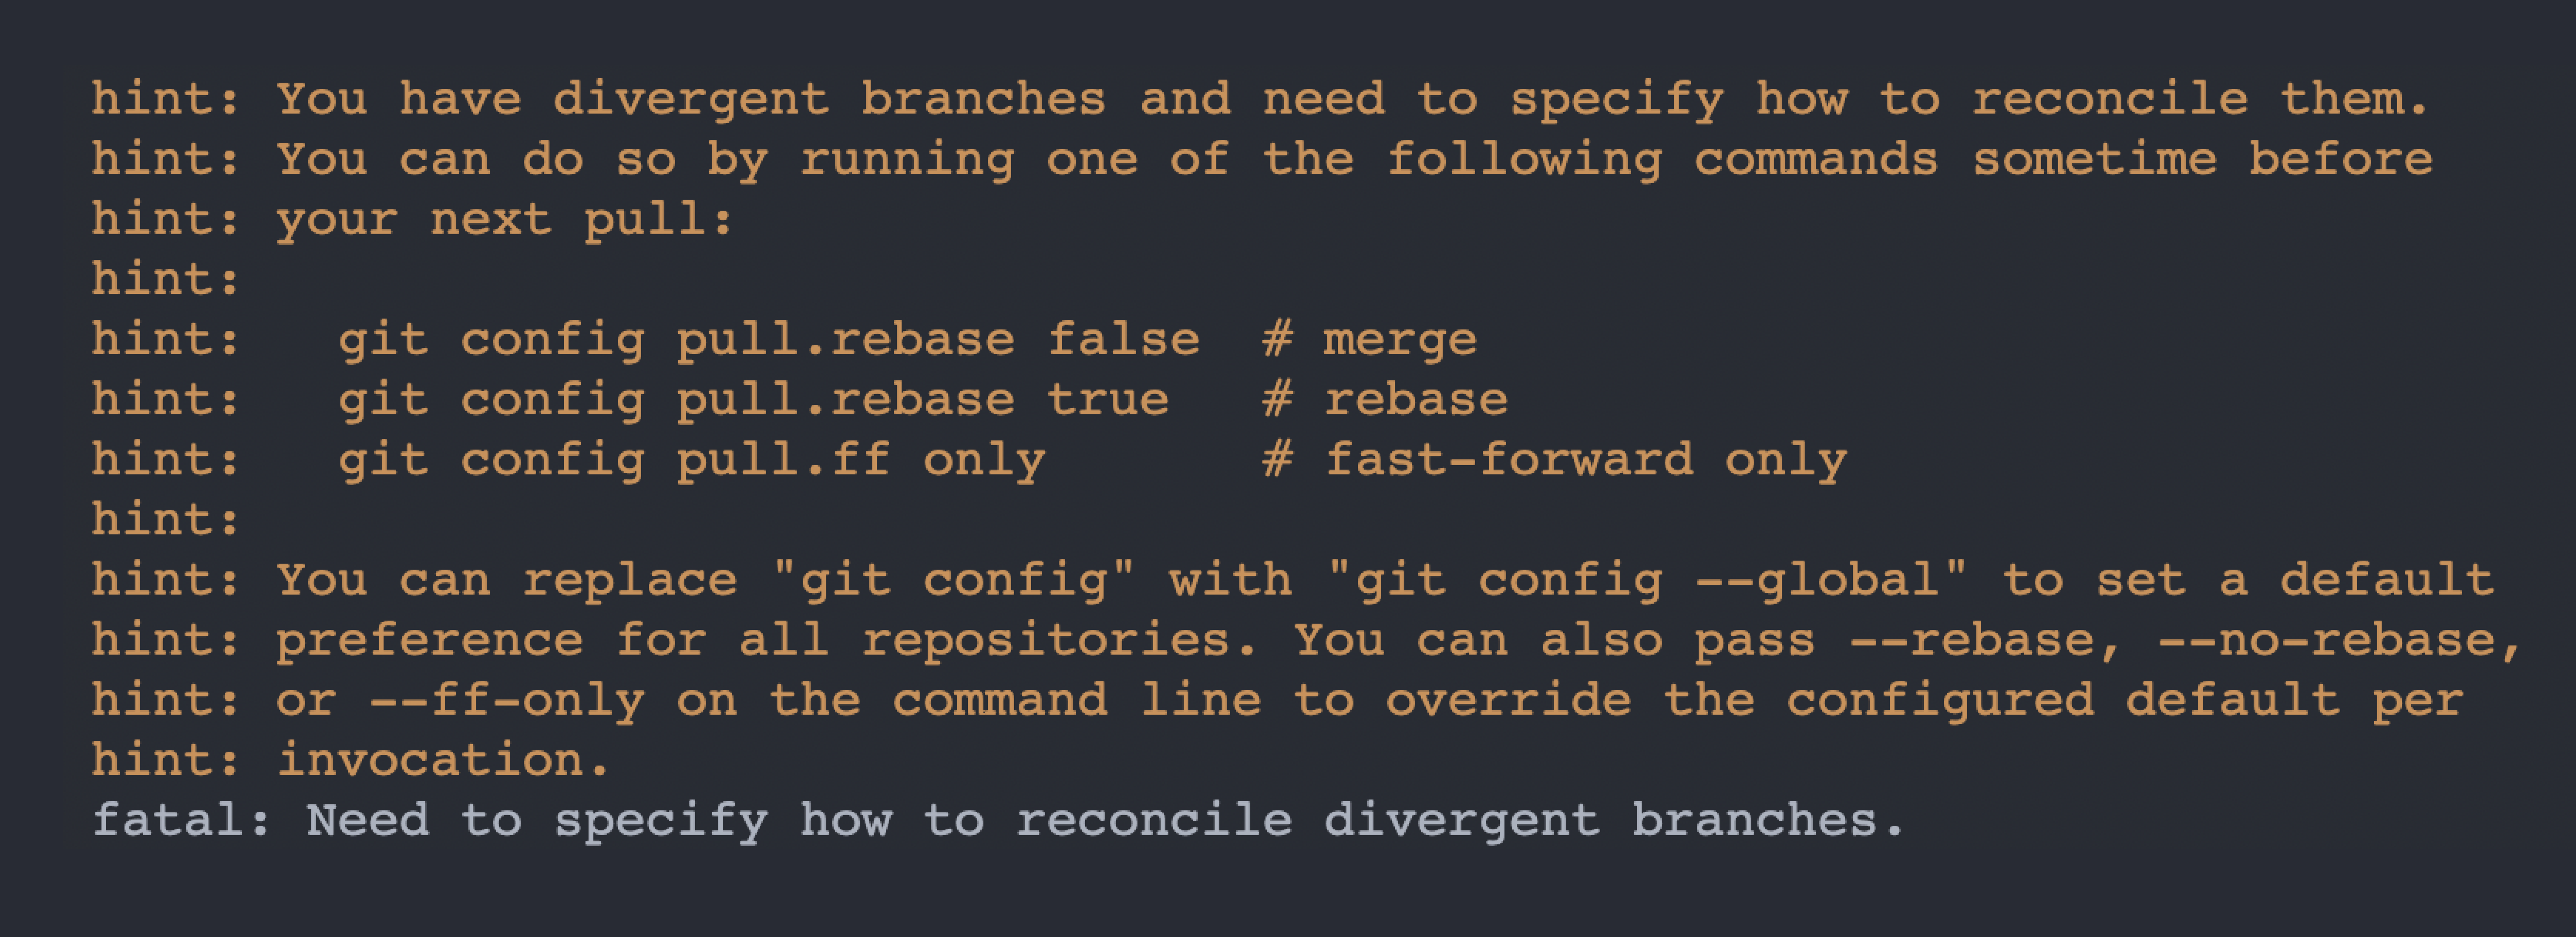 hint: You have divergent branches and need to specify how to reconcile them.
hint: You can do so by running one of the following commands sometime before
hint: your next pull:
hint:
hint:   git config pull.rebase false  # merge
hint:   git config pull.rebase true   # rebase
hint:   git config pull.ff only       # fast-forward only
hint:
hint: You can replace "git config" with "git config --global" to set a default
hint: preference for all repositories. You can also pass --rebase, --no-rebase,
hint: or --ff-only on the command line to override the configured default per
hint: invocation.
fatal: Need to specify how to reconcile divergent branches.